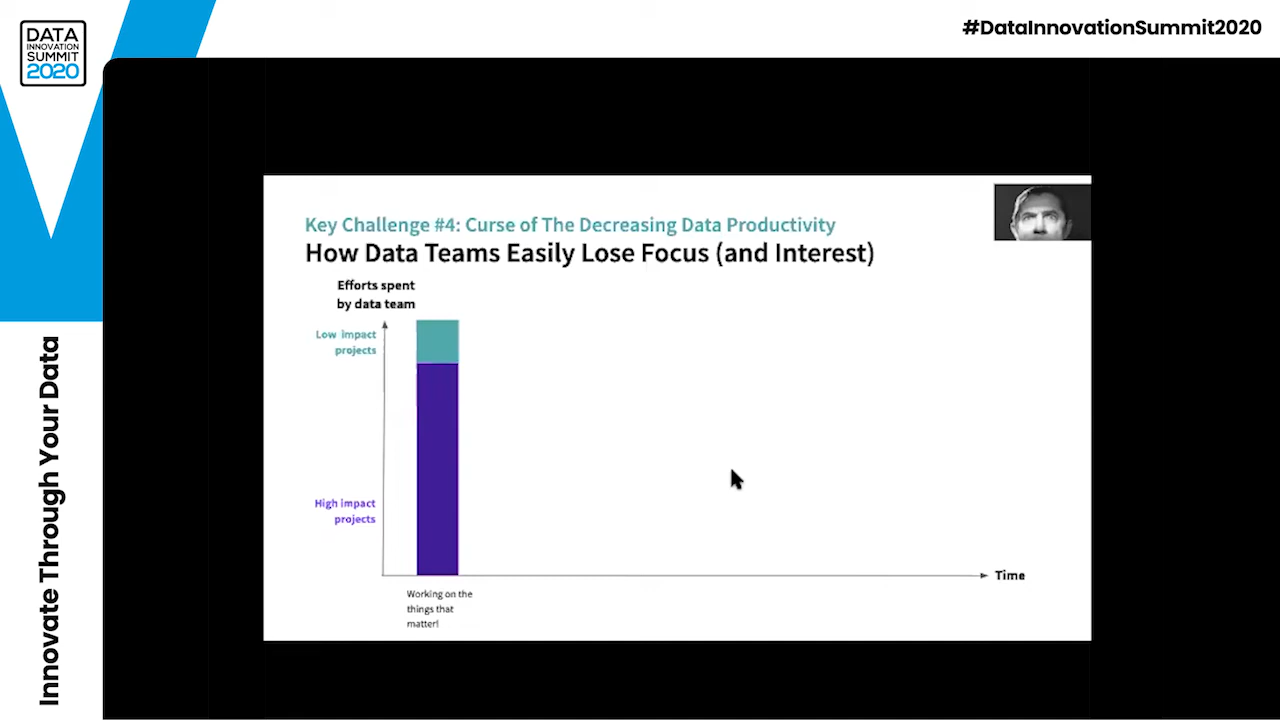 DATA
INNOVATION
SUMMIT
2020
#DataInnovationSummit2020
Innovate Through Your Data
Key Challenge #4: Curse of The Decreasing Data Productivity
How Data Teams Easily Lose Focus (and Interest)
Efforts spent
by data team
Low impact
projects
High impact
projects
Time
Working on the
things that
matter!